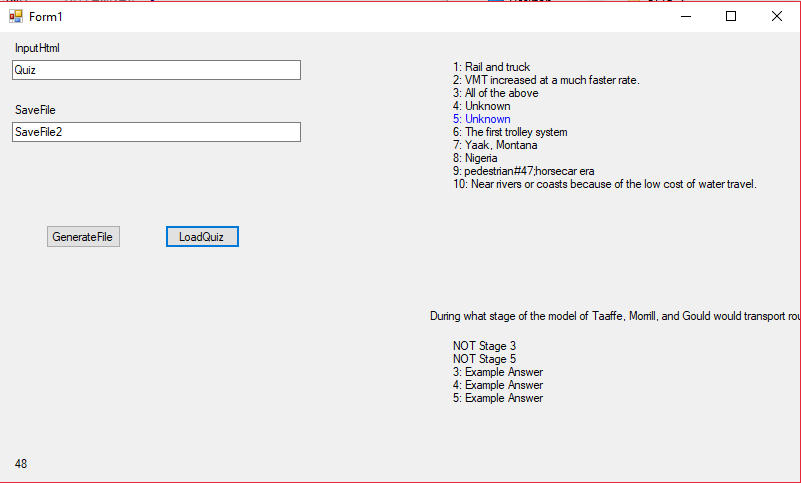 Form1
InputHtml
Quiz
SaveFile
SaveFile2
GenerateFile
LoadQuiz
1: Rail and truck
2: VMT increased at a much faster rate.
3: All of the above
4: Unknown
5: Unknown
6: The first trolley system
7: Yaak, Montana
8: Nigeria
9: pedestrian#47;horsecar era
10: Near rivers or coasts because of the low cost of water travel.
During what stage of the model of Taaffe, Morrill, and Gould would transport rou
NOT Stage 3
NOT Stage 5
3: Example Answer
4: Example Answer
5: Example Answer
48